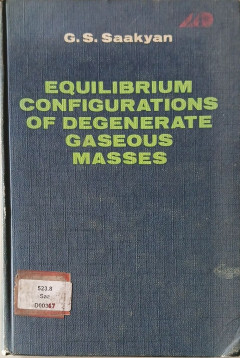 G. S. Saakyan
EQUILIBRIUM
CONFIGURATIONS
OF DEGENERATE
GASEOUS
MASSES
523.8
Saa